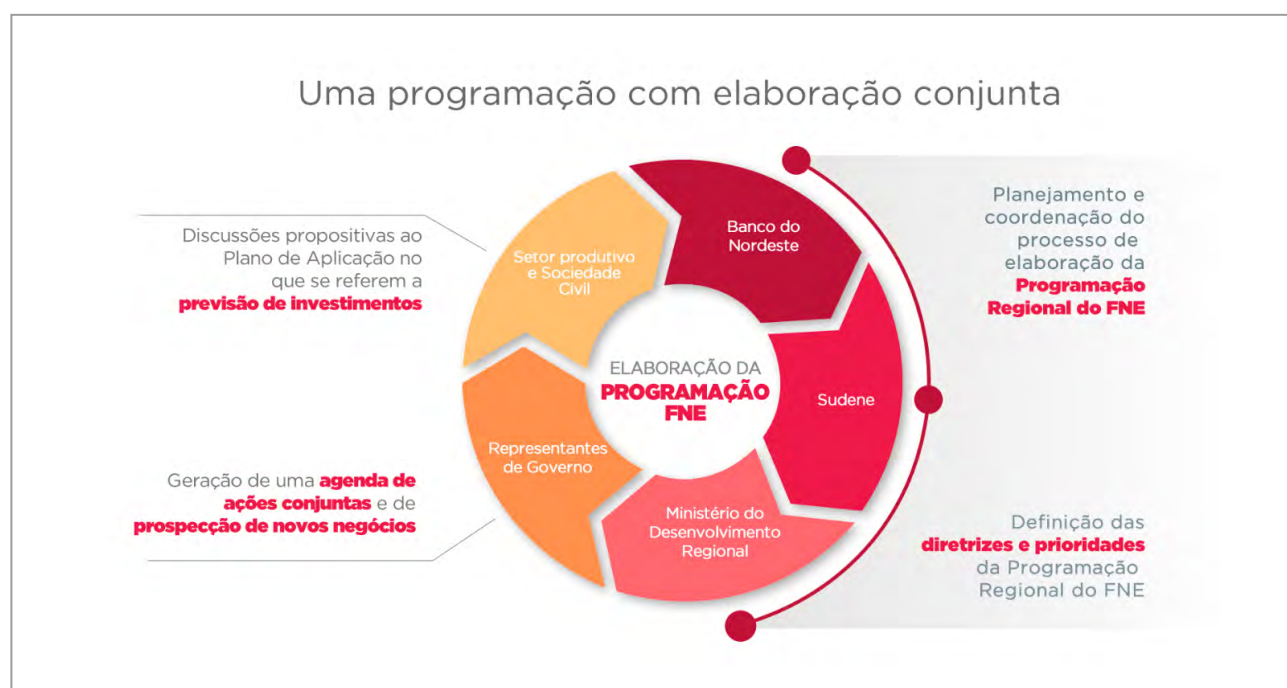 Uma programação com elaboração conjunta
Discussões propositivas ao
Plano de Aplicação no
que se referem a
previsão de investimentos
Geração de uma agenda de
ações conjuntas e de
prospecção de novos negócios
Setor produtivo
e Sociedade
Civil
Banco do
Nordeste
Sudene
Ministério do
Desenvolvimento
Regional
Representantes
de Governo
ELABORAÇÃO DA
PROGRAMAÇÃO
FNE
Planejamento e
coordenação do
processo de
elaboração da
Programação
Regional do FNE
Definição das
diretrizes e prioridades
da Programação
Regional do FNE